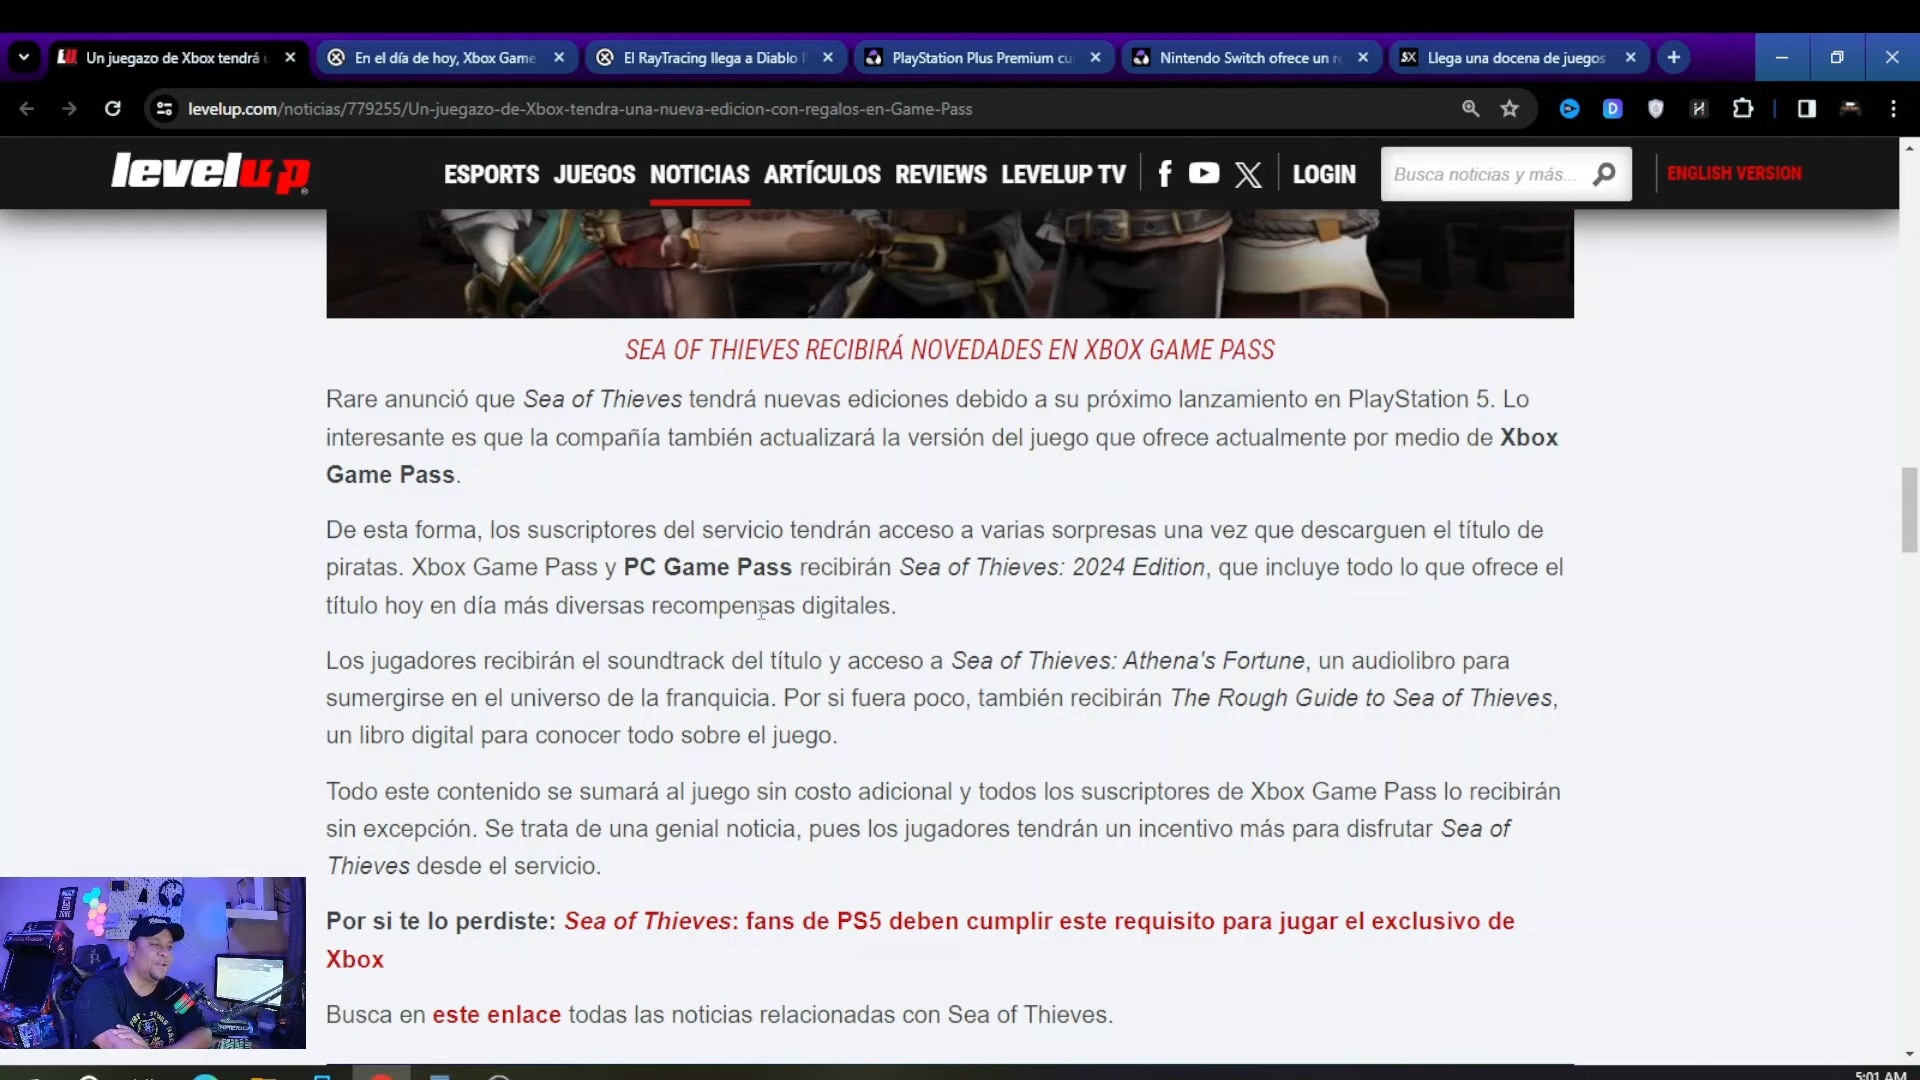 Un juegazo de Xbox tendrá
En el día de hoy, Xbox Game
El RayTracing llega a Diablo
PlayStation Plus Premium cu
Nintendo Switch ofrece un r
Llega una docena de juegos
levelup.com/noticias/779255/Un-juegazo-de-Xbox-tendra-una-nueva-edicion-con-regalos-en-Game-Pass
levelup
ESPORTS JUEGOS NOTICIAS ARTÍCULOS REVIEWS LEVELUP TV LOGIN Busca noticias y más... ENGLISH VERSION
SEA OF THIEVES RECIBIRÁ NOVEDADES EN XBOX GAME PASS
Rare anunció que Sea of Thieves tendrá nuevas ediciones debido a su próximo lanzamiento en PlayStation 5. Lo
interesante es que la compañía también actualizará la versión del juego que ofrece actualmente por medio de Xbox
Game Pass.
De esta forma, los suscriptores del servicio tendrán acceso a varias sorpresas una vez que descarguen el título de
piratas. Xbox Game Pass y PC Game Pass recibirán Sea of Thieves: 2024 Edition, que incluye todo lo que ofrece el
título hoy en día más diversas recompensas digitales.
Los jugadores recibirán el soundtrack del título y acceso a Sea of Thieves: Athena's Fortune, un audiolibro para
sumergirse en el universo de la franquicia. Por si fuera poco, también recibirán The Rough Guide to Sea of Thieves,
un libro digital para conocer todo sobre el juego.
Todo este contenido se sumará al juego sin costo adicional y todos los suscriptores de Xbox Game Pass lo recibirán
sin excepción. Se trata de una genial noticia, pues los jugadores tendrán un incentivo más para disfrutar Sea of
Thieves desde el servicio.
Por si te lo perdiste: Sea of Thieves: fans de PS5 deben cumplir este requisito para jugar el exclusivo de
Xbox
Busca en este enlace todas las noticias relacionadas con Sea of Thieves.
5:01 AM